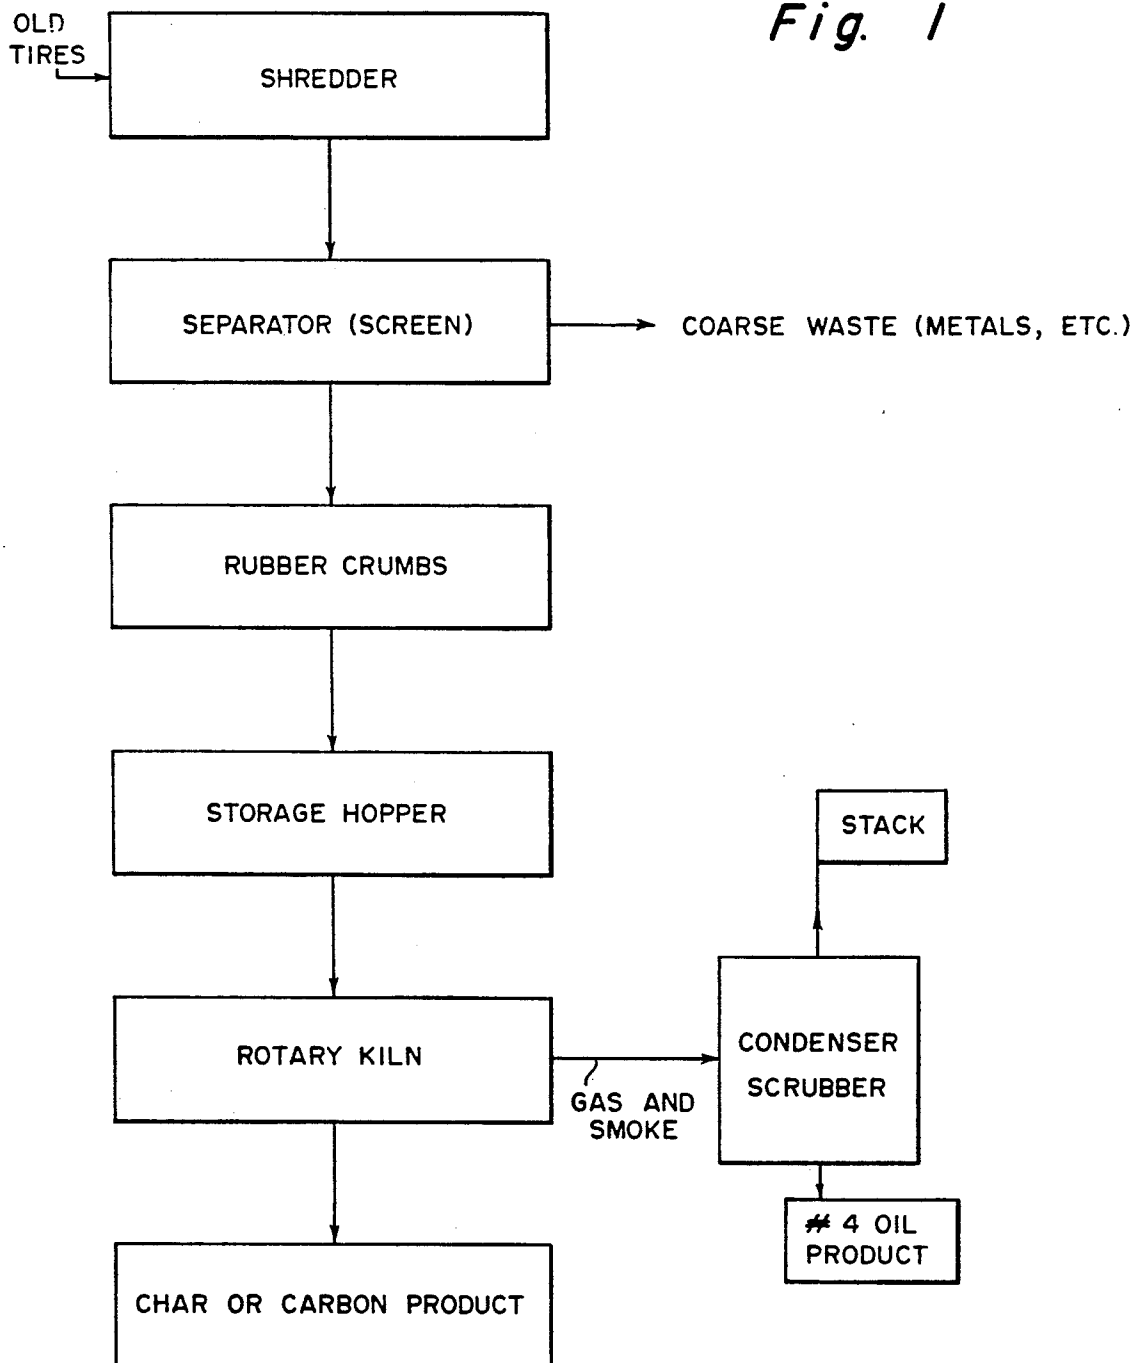 Fig. 1
OLD
TIRES
SHREDDER
SEPARATOR (SCREEN)
COARSE WASTE (METALS, ETC.)
RUBBER CRUMBS
STORAGE HOPPER
STACK
ROTARY KILN
GAS AND
SMOKE
CONDENSER
SCRUBBER
# 4 OIL
PRODUCT
CHAR OR CARBON PRODUCT